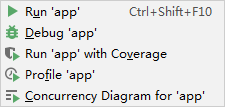 Run 'app' Ctrl+Shift+F10
Debug 'app'
Run 'app' with Coverage
Profile 'app'
Concurrency Diagram for 'app'